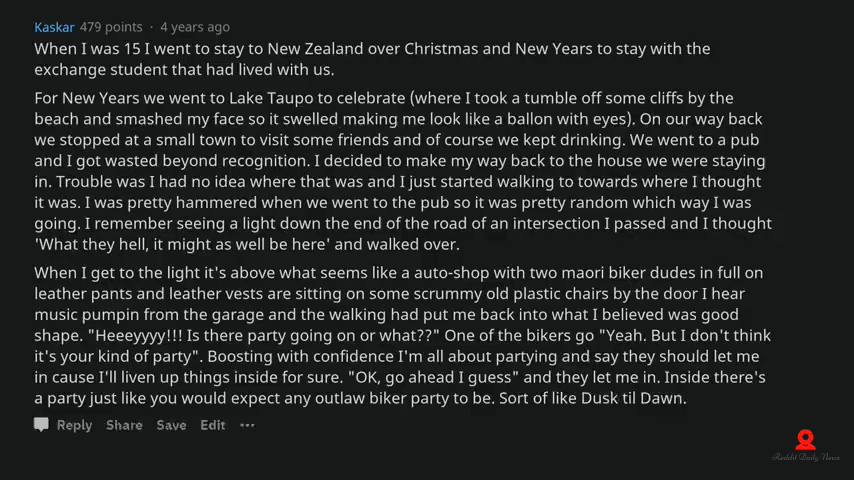 Kaskar 479 points · 4 years ago
When I was 15 I went to stay to New Zealand over Christmas and New Years to stay with the
exchange student that had lived with us.
For New Years we went to Lake Taupo to celebrate (where I took a tumble off some cliffs by the
beach and smashed my face so it swelled making me look like a ballon with eyes). On our way back
we stopped at a small town to visit some friends and of course we kept drinking. We went to a pub
and I got wasted beyond recognition. I decided to make my way back to the house we were staying
in. Trouble was I had no idea where that was and I just started walking to towards where I thought
it was. I was pretty hammered when we went to the pub so it was pretty random which way I was
going. I remember seeing a light down the end of the road of an intersection I passed and I thought
'What they hell, it might as well be here' and walked over.
When I get to the light it's above what seems like a auto-shop with two maori biker dudes in full on
leather pants and leather vests are sitting on some scrummy old plastic chairs by the door I hear
music pumpin from the garage and the walking had put me back into what I believed was good
shape. "Heeeyyyy!!! Is there party going on or what??" One of the bikers go "Yeah. But I don't think
it's your kind of party". Boosting with confidence I'm all about partying and say they should let me
in cause I'll liven up things inside for sure. "OK, go ahead I guess" and they let me in. Inside there's
a party just like you would expect any outlaw biker party to be. Sort of like Dusk til Dawn.
Reply Share Save Edit ···
Reddit Daily News